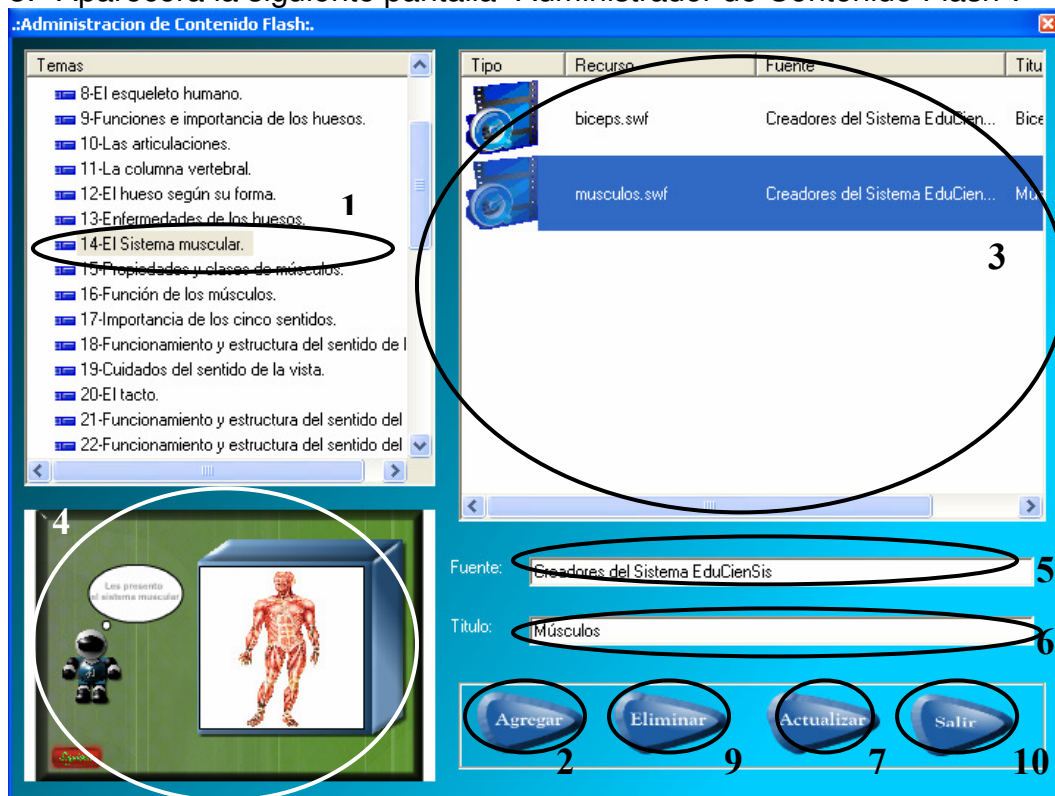 .:Administracion de Contenido Flash:.
Temas
8-El esqueleto humano.
9-Funciones e importancia de los huesos.
10-Las articulaciones.
11-La columna vertebral.
12-El hueso según su forma.
1
13-Enfermedades de los huesos.
14-El Sistema muscular.
15-Propiedades y clases de músculos.
16-Función de los músculos.
17-Importancia de los cinco sentidos.
18-Funcionamiento y estructura del sentido de l
19-Cuidados del sentido de la vista.
20-El tacto.
21-Funcionamiento y estructura del sentido del
22-Funcionamiento y estructura del sentido del
Tipo Recurso Fuente Titu
biceps.swf Creadores del Sistema EduCien... Bice
musculos.swf Creadores del Sistema EduCien... Mús
3
4
Les presento
el sistema muscular
Fuente: Creadores del Sistema EduCienSis 5
Titulo: Músculos 6
Agregar Eliminar Actualizar Salir
2 9 7 10